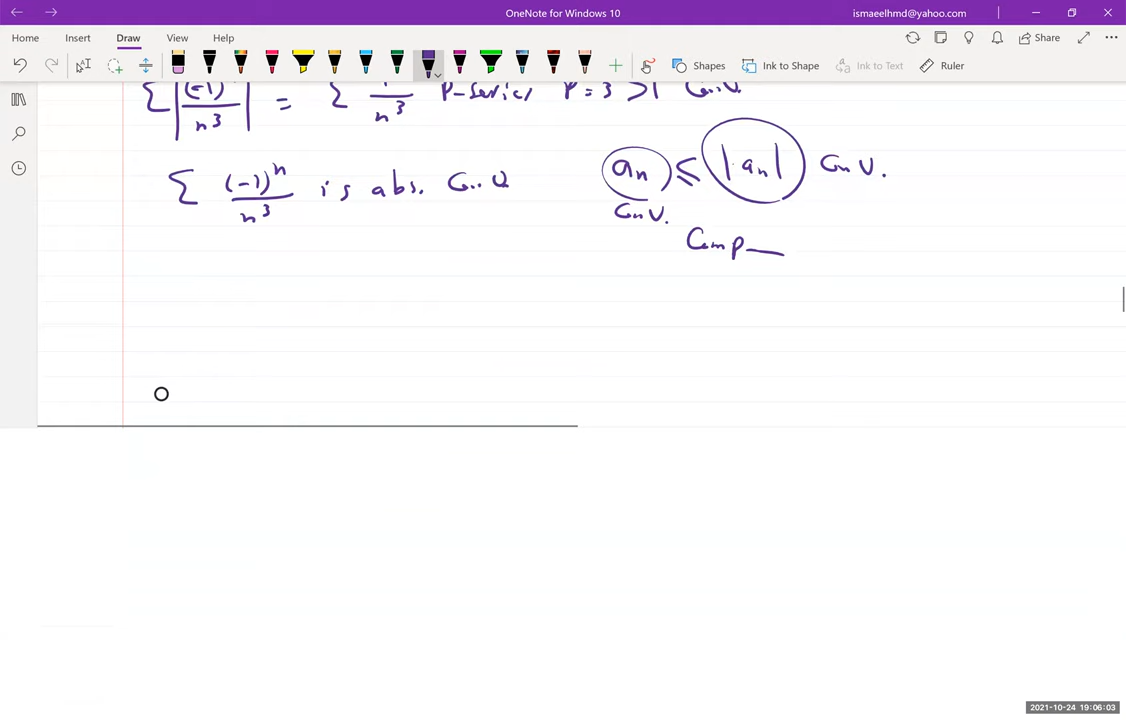 OneNote for Windows 10
ismaeelhmd@yahoo.com
Home Insert Draw View Help
Share
Shapes Ink to Shape Ink to Text Ruler
Σ |(-1)/n³| = Σ 1/n³ P-Series P = 3 > 1 Conv.
Σ (-1)ⁿ/n³ is abs. Conv
aₙ ≤ |aₙ| Conv.
Conv.
Comp
2021-10-24 19:06:03